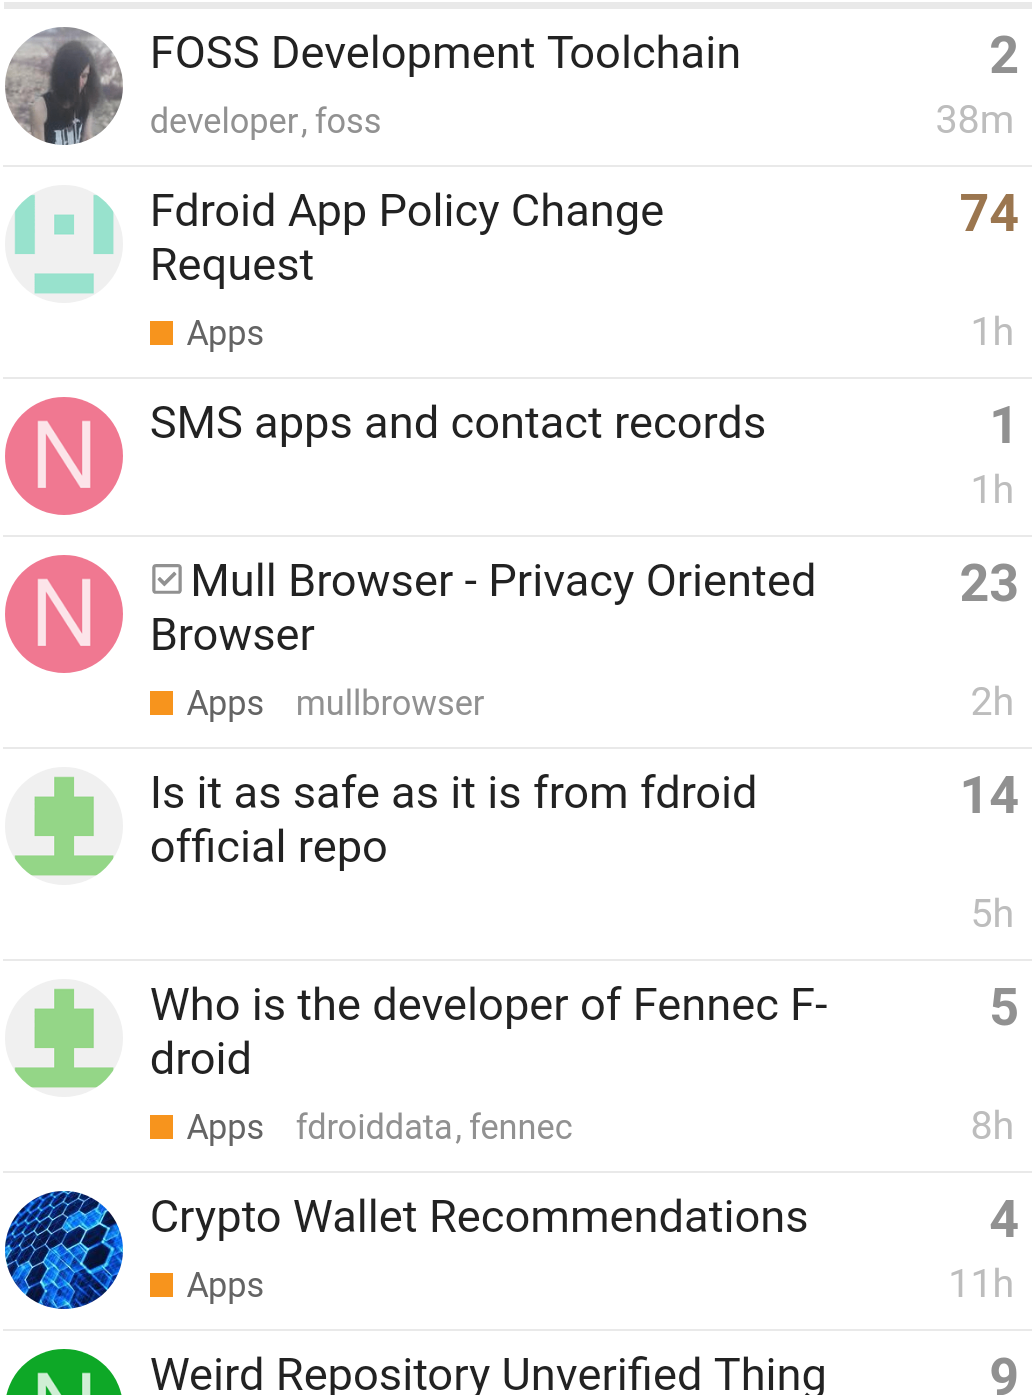 FOSS Development Toolchain 2
developer, foss 38m
Fdroid App Policy Change 74
Request
Apps 1h
N SMS apps and contact records 1
1h
N Mull Browser - Privacy Oriented 23
Browser
Apps mullbrowser 2h
Is it as safe as it is from fdroid 14
official repo
5h
Who is the developer of Fennec F- 5
droid
Apps fdroiddata, fennec 8h
Crypto Wallet Recommendations 4
Apps 11h
N Weird Repository Unverified Thing 9